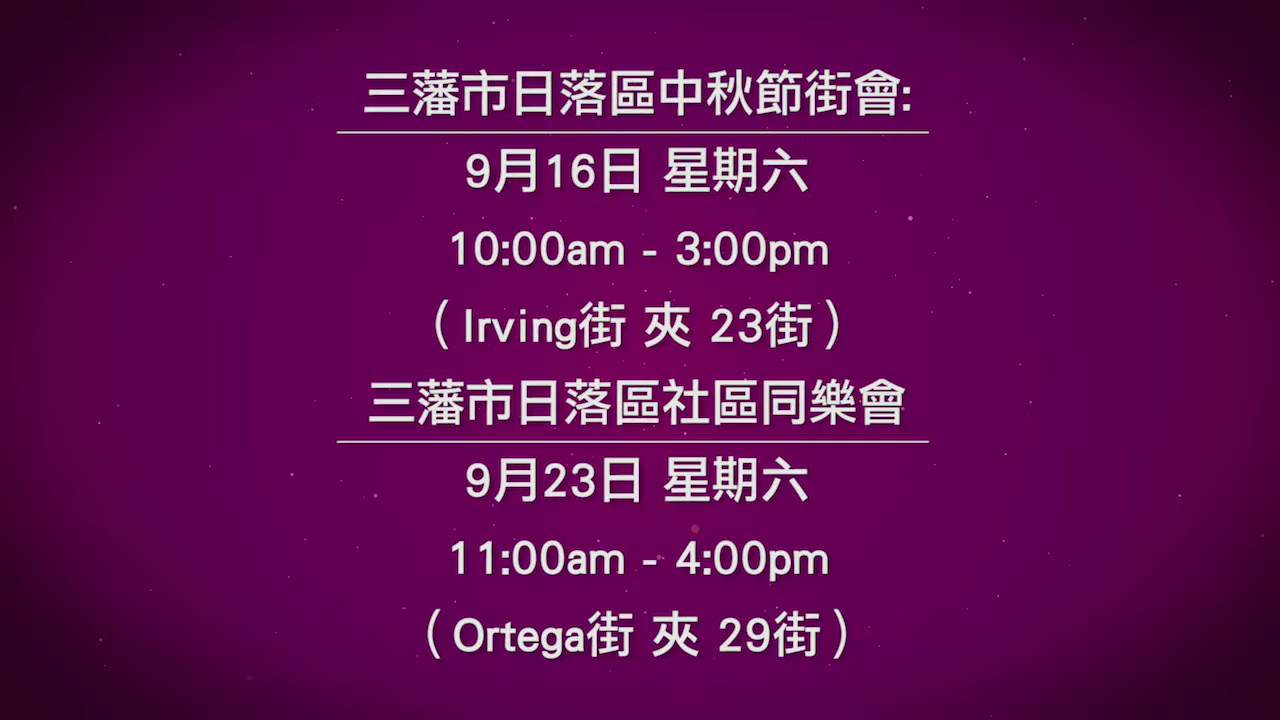 三藩市日落區中秋節街會:
9月16日 星期六
10:00am - 3:00pm
（Irving街 夾 23街）
三藩市日落區社區同樂會
9月23日 星期六
11:00am - 4:00pm
（Ortega街 夾 29街）